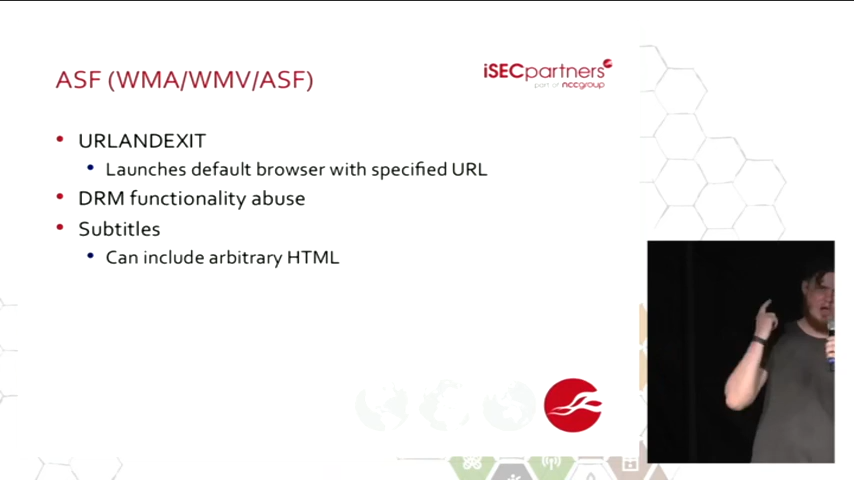 ASF (WMA/WMV/ASF)
iSECpartners
part of nccgroup
• URLANDEXIT
• Launches default browser with specified URL
• DRM functionality abuse
• Subtitles
• Can include arbitrary HTML